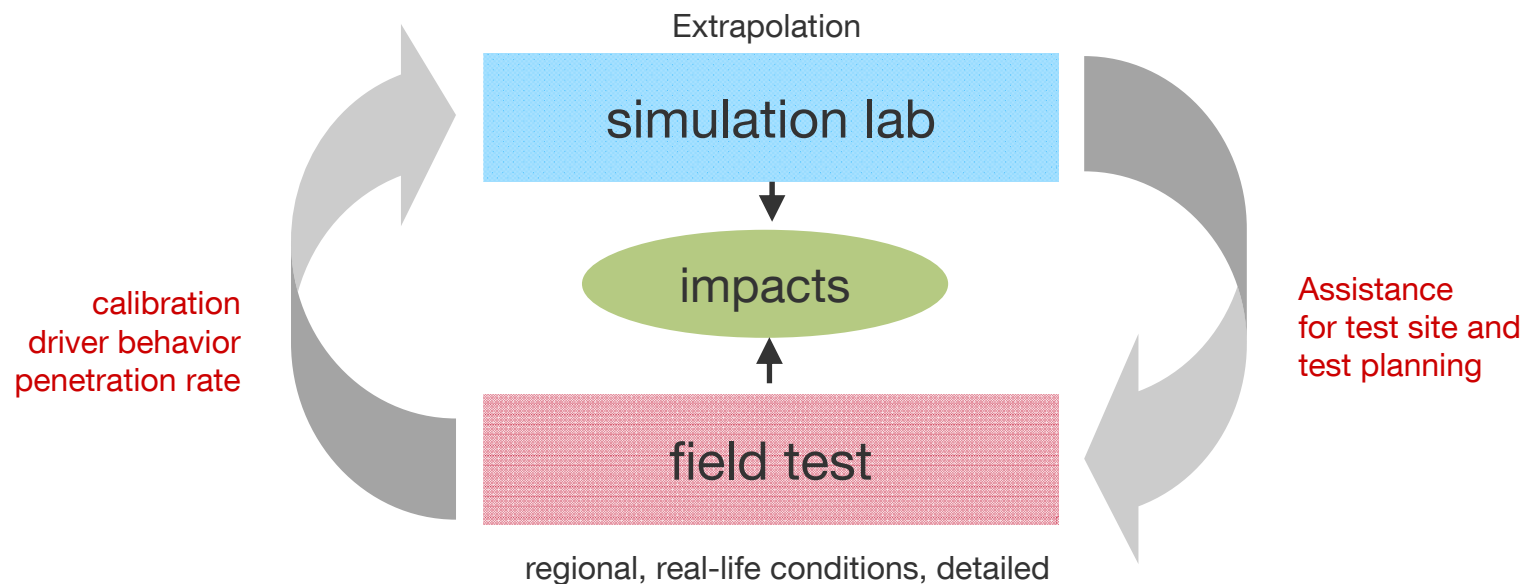 Extrapolation
simulation lab
impacts
calibration
driver behavior
penetration rate
Assistance
for test site and
test planning
field test
regional, real-life conditions, detailed